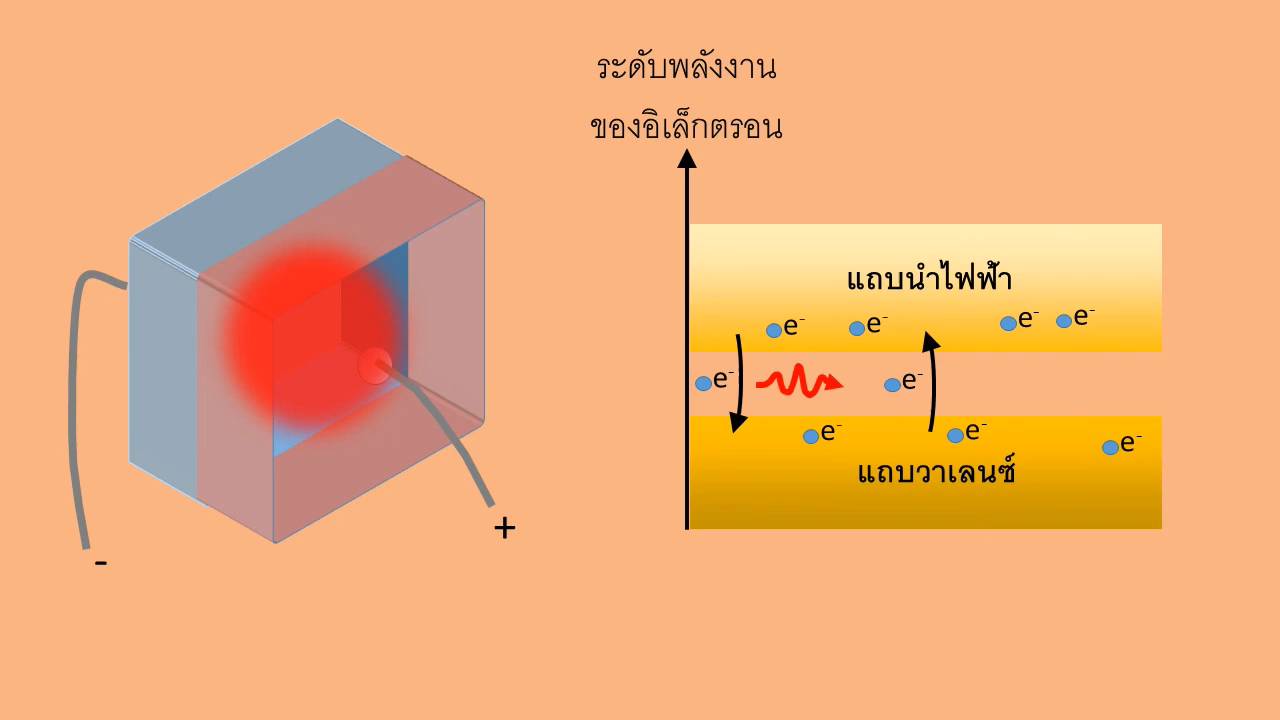 ระดับพลังงาน
ของอิเล็กตรอน
แถบนำไฟฟ้า
e- e- e- e-
e- e-
e- e- e-
แถบวาเลนซ์
+
-